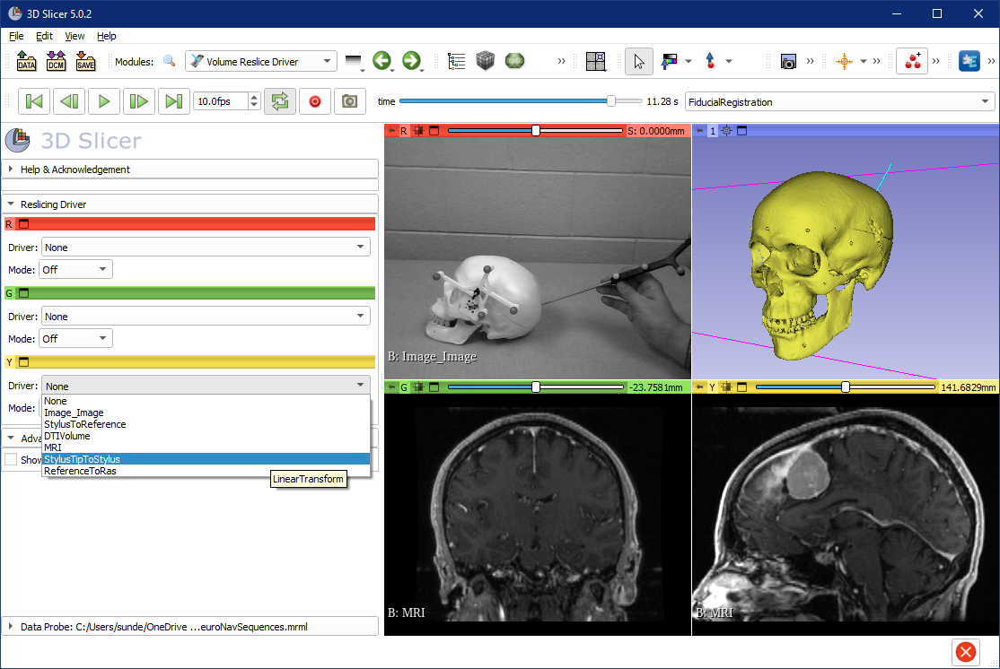 3D Slicer 5.0.2
File Edit View Help
DATA DCM SAVE Modules: Volume Reslice Driver
10.0fps time 11.28 s FiducialRegistration
3D Slicer
Help & Acknowledgement
Reslicing Driver
R
Driver: None
Mode: Off
G
Driver: None
Mode: Off
Y
Driver: None
Mode:
None
Image_Image
StylusToReference
DTIVolume
MRI
StylusTipToStylus
ReferenceToRas
Adva
Show
LinearTransform
Data Probe: C:/Users/sunde/OneDrive ...euroNavSequences.mrml
R S: 0.0000mm
B: Image_Image
1
G -23.7581mm
B: MRI
Y 141.6829mm
B: MRI